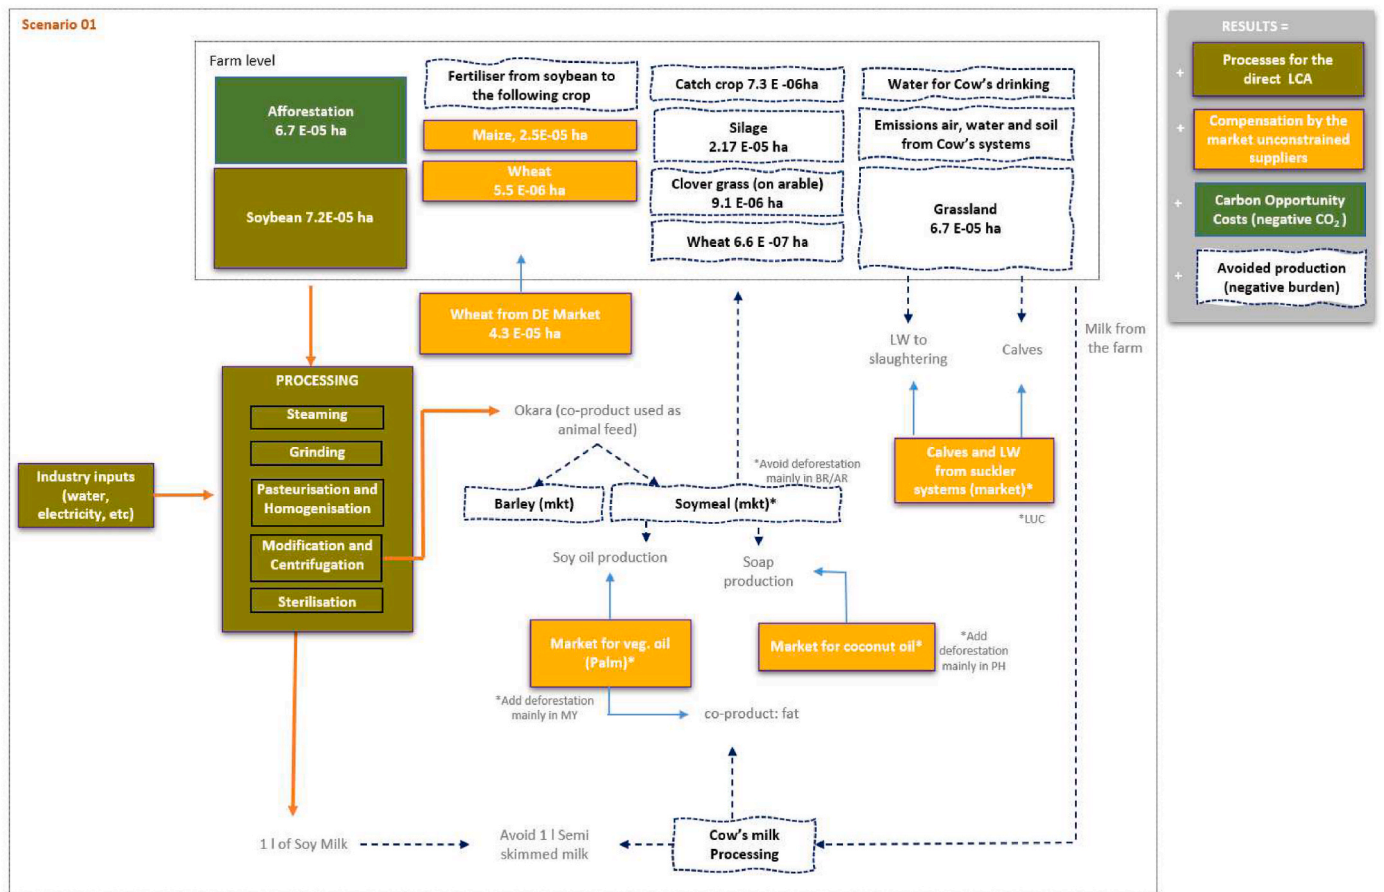 Scenario 01
Farm level
Afforestation
6.7 E-05 ha
Soybean 7.2E-05 ha
Fertiliser from soybean to
the following crop
Maize, 2.5E-05 ha
Wheat
5.5 E-06 ha
Catch crop 7.3 E -06ha
Silage
2.17 E-05 ha
Clover grass (on arable)
9.1 E-06 ha
Wheat 6.6 E -07 ha
Water for Cow's drinking
Emissions air, water and soil
from Cow's systems
Grassland
6.7 E-05 ha
RESULTS =
+
Processes for the
direct LCA
+
Compensation by the
market unconstrained
suppliers
+
Carbon Opportunity
Costs (negative CO₂)
+
Avoided production
(negative burden)
Wheat from DE Market
4.3 E-05 ha
LW to
slaughtering
Calves
Milk from
the farm
PROCESSING
Steaming
Grinding
Pasteurisation and
Homogenisation
Modification and
Centrifugation
Sterilisation
Industry inputs
(water,
electricity, etc)
Okara (co-product used as
animal feed)
*Avoid deforestation
mainly in BR/AR
Barley (mkt)
Soymeal (mkt)*
Calves and LW
from suckler
systems (market)*
*LUC
Soy oil production
Soap
production
Market for veg. oil
(Palm)*
*Add deforestation
mainly in MY
Market for coconut oil*
*Add
deforestation
mainly in PH
co-product: fat
1 l of Soy Milk
Avoid 1 l Semi
skimmed milk
Cow's milk
Processing